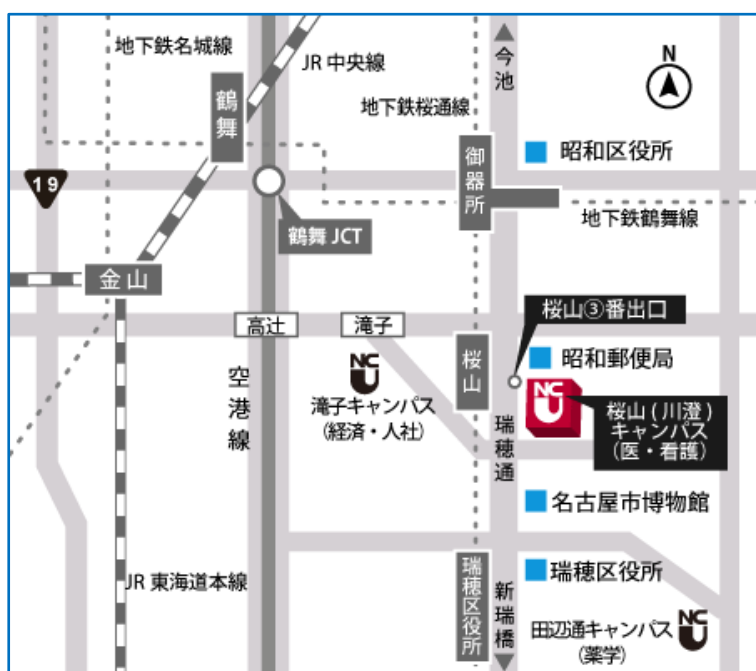 地下鉄名城線
JR 中央線
今池
N
鶴舞
地下鉄桜通線
御器所
昭和区役所
19
地下鉄鶴舞線
鶴舞 JCT
金山
桜山③番出口
高辻
滝子
桜山
昭和郵便局
空港線
NCU
滝子キャンパス
（経済・人社）
NCU
桜山(川澄)
キャンパス
(医・看護)
瑞穂通
名古屋市博物館
JR 東海道本線
瑞穂区役所
瑞穂区役所
新瑞橋
田辺通キャンパス
(薬学)
NCU